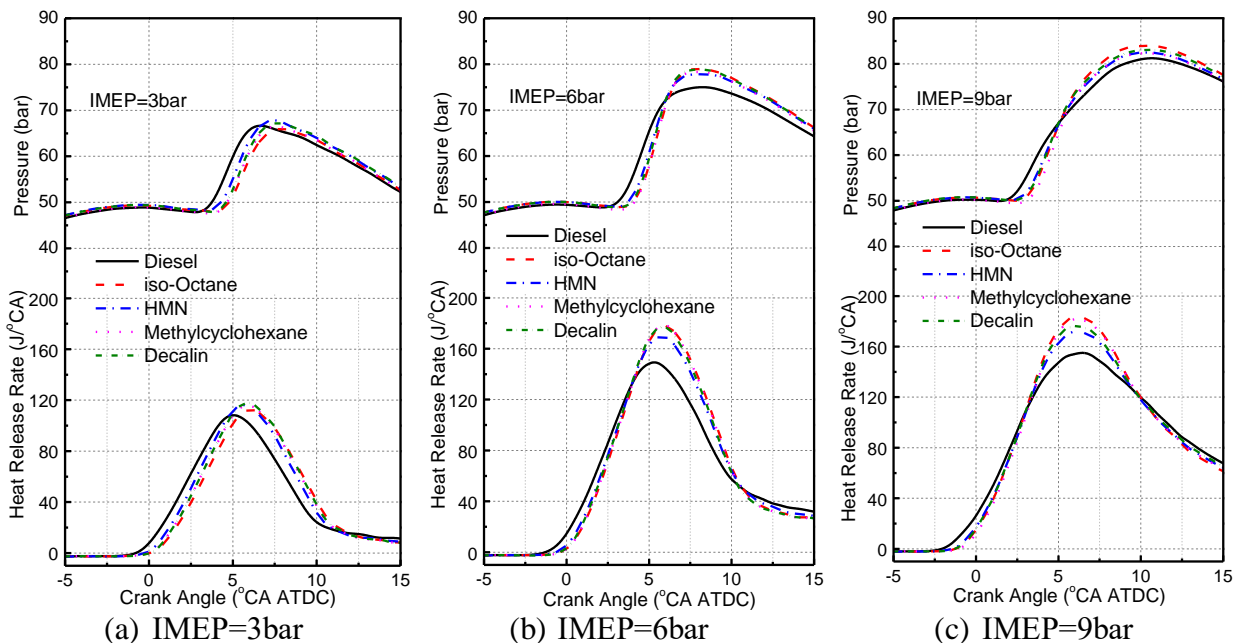 90
80
70
60
50
40
Pressure (bar)
IMEP=3bar
Diesel
iso-Octane
HMN
Methylcyclohexane
Decalin
200
160
120
80
40
0
Heat Release Rate (J/°CA)
-5 0 5 10 15
Crank Angle (°CA ATDC)
(a) IMEP=3bar
90
80
70
60
50
40
Pressure (bar)
IMEP=6bar
Diesel
iso-Octane
HMN
Methylcyclohexane
Decalin
200
160
120
80
40
0
Heat Release Rate (J/°CA)
-5 0 5 10 15
Crank Angle (°CA ATDC)
(b) IMEP=6bar
90
80
70
60
50
40
Pressure (bar)
IMEP=9bar
Diesel
iso-Octane
HMN
Methylcyclohexane
Decalin
200
160
120
80
40
0
Heat Release Rate (J/°CA)
-5 0 5 10 15
Crank Angle (°CA ATDC)
(c) IMEP=9bar